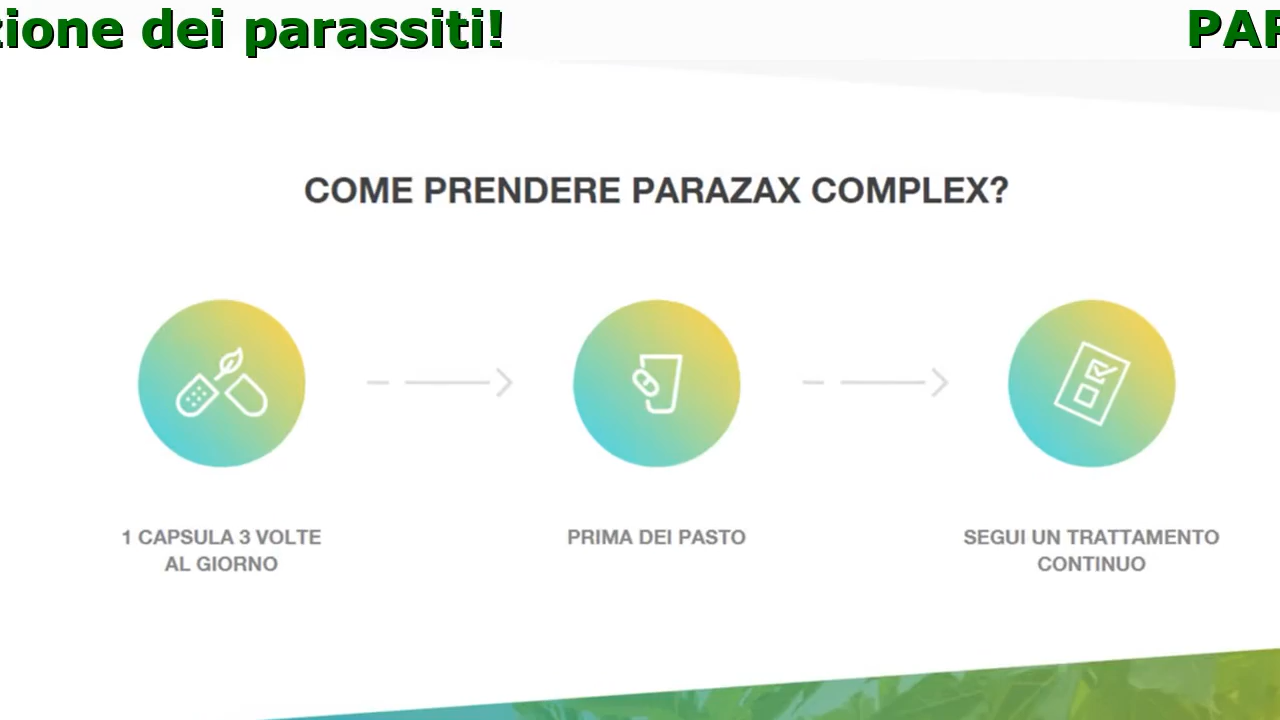 zione dei parassiti!
PAR
COME PRENDERE PARAZAX COMPLEX?
1 CAPSULA 3 VOLTE
AL GIORNO
PRIMA DEI PASTO
SEGUI UN TRATTAMENTO
CONTINUO